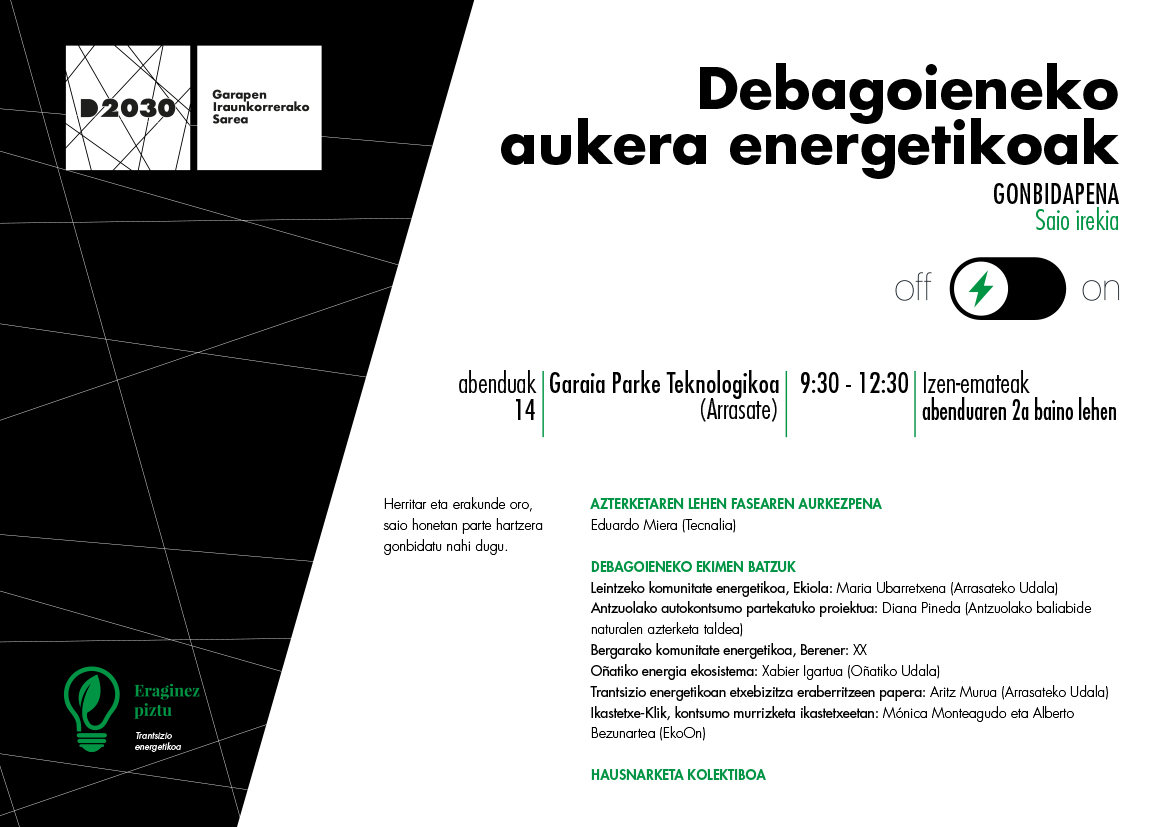 D2030
Garapen
Iraunkorrerako
Sarea
Debagoieneko
aukera energetikoak
GONBIDAPENA
Saio irekia
off on
abenduak
14
Garaia Parke Teknologikoa
(Arrasate)
9:30 - 12:30
Izen-emateak
abenduaren 2a baino lehen
Herritar eta erakunde oro,
saio honetan parte hartzera
gonbidatu nahi dugu.
AZTERKETAREN LEHEN FASEAREN AURKEZPENA
Eduardo Miera (Tecnalia)
DEBAGOIENEKO EKIMEN BATZUK
Leintzeko komunitate energetikoa, Ekiola: Maria Ubarretxena (Arrasateko Udala)
Antzuolako autokontsumo partekatuko proiektua: Diana Pineda (Antzuolako baliabide
naturalen azterketa taldea)
Bergarako komunitate energetikoa, Berener: XX
Oñatiko energia ekosistema: Xabier Igartua (Oñatiko Udala)
Trantsizio energetikoan etxebizitza eraberritzeen papera: Aritz Murua (Arrasateko Udala)
Ikastetxe-Klik, kontsumo murrizketa ikastetxeetan: Mónica Monteagudo eta Alberto
Bezunartea (EkoOn)
HAUSNARKETA KOLEKTIBOA
Eraginez
piztu
Trantsizio
energetikoa